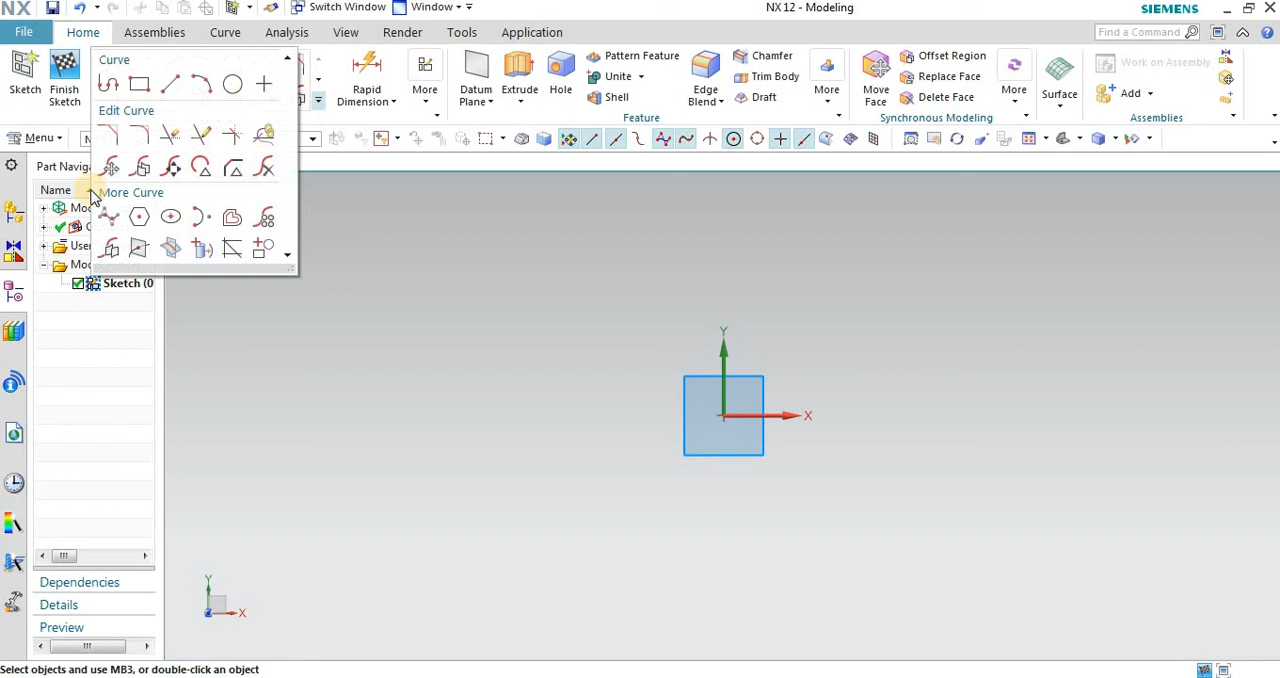 NX
Switch Window
Window
NX 12 - Modeling
SIEMENS
File
Home
Assemblies
Curve
Analysis
View
Render
Tools
Application
Find a Command
Sketch
Finish
Sketch
Curve
Rapid
Dimension
More
Datum
Plane
Extrude
Hole
Pattern Feature
Unite
Shell
Edge
Blend
Chamfer
Trim Body
Draft
More
Feature
Move
Face
Offset Region
Replace Face
Delete Face
More
Synchronous Modeling
Surface
Work on Assembly
Add
Assemblies
Edit Curve
More Curve
Menu
N
Part Naviga
Name
Mo
C
Use
Mod
Sketch (0
Y
X
Y
X
Dependencies
Details
Preview
Select objects and use MB3, or double-click an object